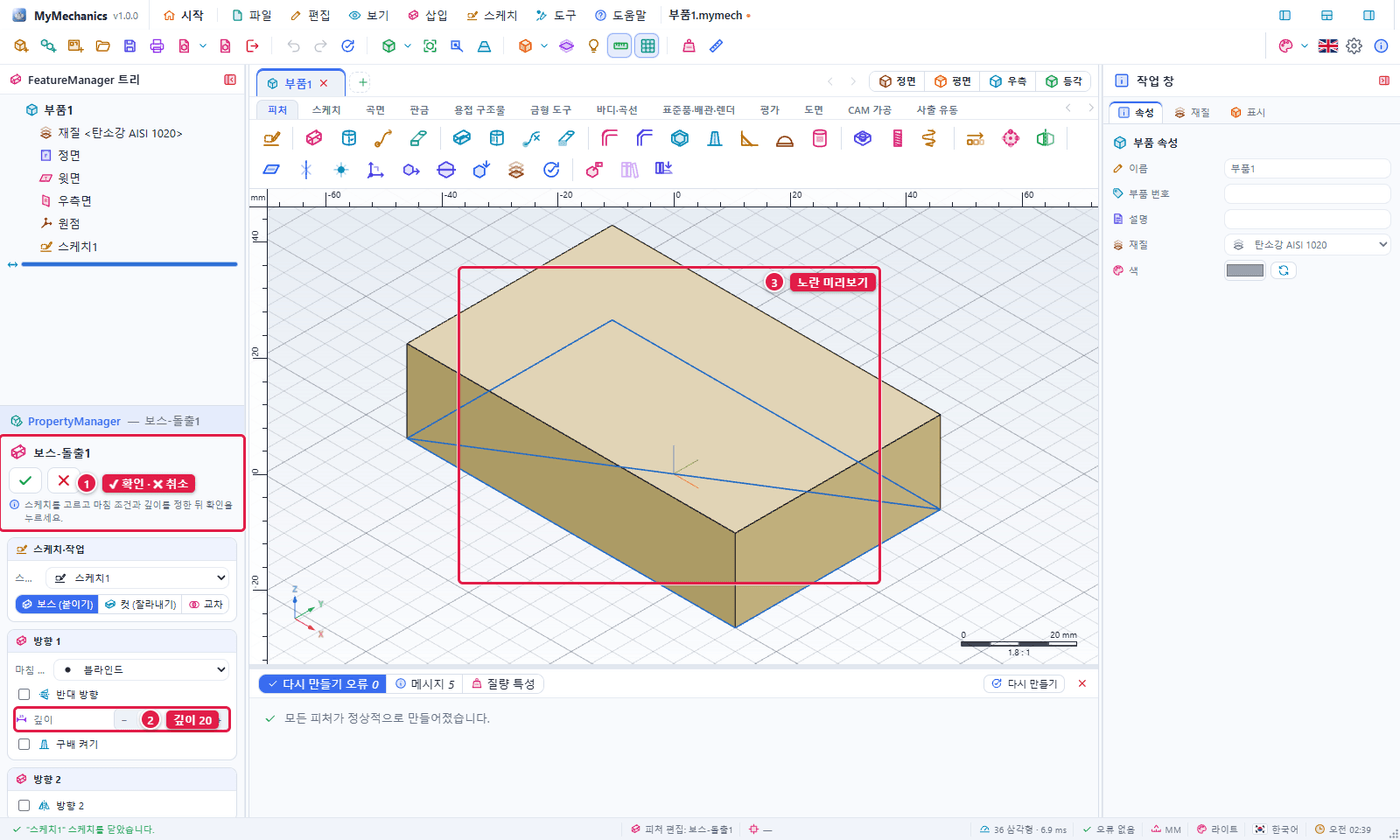 MyMechanics v1.0.0
시작
파일
편집
보기
삽입
스케치
도구
도움말
부품1.mymech
FeatureManager 트리
부품1
재질 <탄소강 AISI 1020>
정면
윗면
우측면
원점
스케치1
PropertyManager — 보스-돌출1
보스-돌출1
1 ✔ 확인 · ✖ 취소
스케치를 고르고 마침 조건과 깊이를 정한 뒤 확인을
누르세요.
스케치·작업
스... 스케치1
보스 (붙이기) 컷 (잘라내기) 교차
방향 1
마침 ... 블라인드
반대 방향
깊이 – 2 깊이 20
구배 켜기
방향 2
방향 2
부품1
정면 평면 우측 등각
피처 스케치 곡면 판금 용접 구조물 금형 도구 바디·곡선 표준품·배관·렌더 평가 도면 CAM 가공 사출 유동
mm -60 -40 -20 0 20 40 60
40
20
0
20
3 노란 미리보기
Z
Y
X
0 20 mm
1.8 : 1
다시 만들기 오류 0 메시지 5 질량 특성 다시 만들기
모든 피처가 정상적으로 만들어졌습니다.
작업 창
속성 재질 표시
부품 속성
이름 부품1
부품 번호
설명
재질 탄소강 AISI 1020
색
"스케치1" 스케치를 닫았습니다.
피처 편집: 보스-돌출1 —
36 삼각형 · 6.9 ms 오류 없음 MM 라이트 한국어 오전 02:39